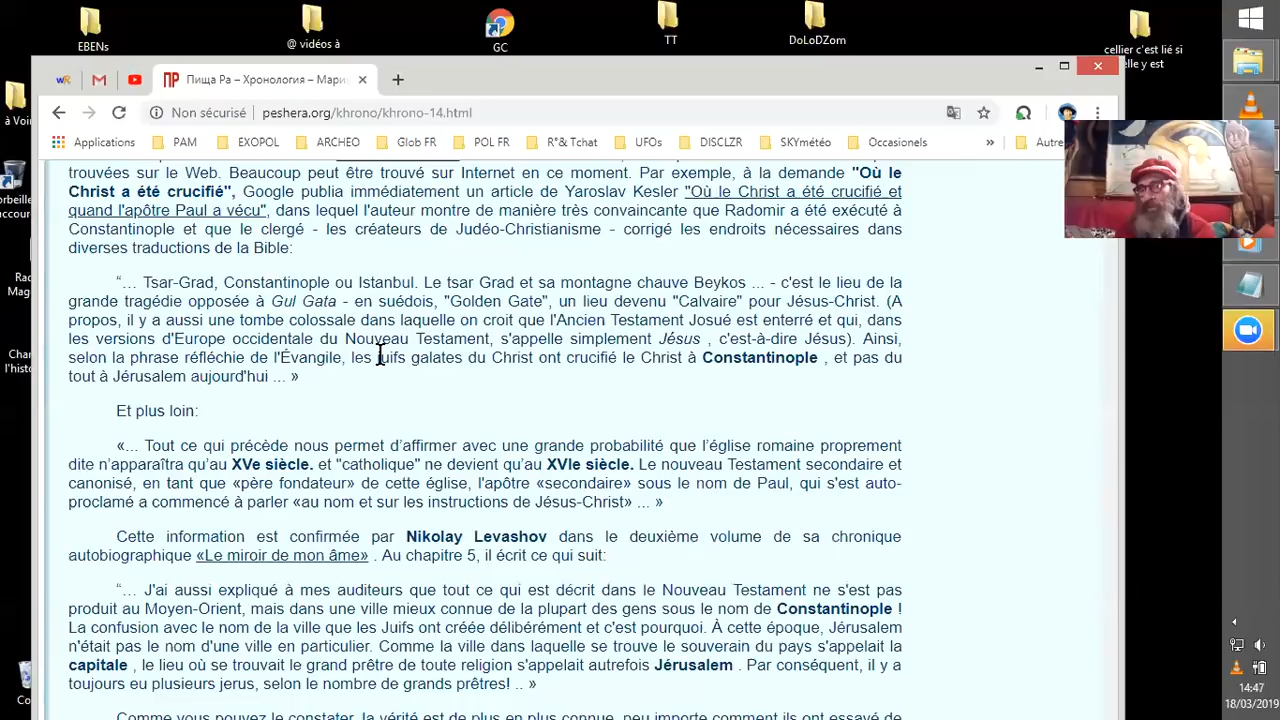 EBENs
@ vidéos à
GC
TT
DoLoDZom
cellier c'est lié si
elle y est
Пища Ра – Хронология – Мари
Non sécurisé peshera.org/khrono/khrono-14.html
Applications PAM EXOPOL ARCHEO Glob FR POL FR R°& Tchat UFOs DISCLZR SKYmétéo Occasionels » Autre
à Voir
trouvées sur le Web. Beaucoup peut être trouvé sur Internet en ce moment. Par exemple, à la demande "Où le
Christ a été crucifié", Google publia immédiatement un article de Yaroslav Kesler "Où le Christ a été crucifié et
quand l'apôtre Paul a vécu", dans lequel l'auteur montre de manière très convaincante que Radomir a été exécuté à
Constantinople et que le clergé - les créateurs de Judéo-Christianisme - corrigé les endroits nécessaires dans
diverses traductions de la Bible:
“… Tsar-Grad, Constantinople ou Istanbul. Le tsar Grad et sa montagne chauve Beykos ... - c'est le lieu de la
grande tragédie opposée à Gul Gata - en suédois, "Golden Gate", un lieu devenu "Calvaire" pour Jésus-Christ. (A
propos, il y a aussi une tombe colossale dans laquelle on croit que l'Ancien Testament Josué est enterré et qui, dans
les versions d'Europe occidentale du Nouveau Testament, s'appelle simplement Jésus , c'est-à-dire Jésus). Ainsi,
selon la phrase réfléchie de l'Évangile, les juifs galates du Christ ont crucifié le Christ à Constantinople , et pas du
tout à Jérusalem aujourd'hui ... »
Et plus loin:
«... Tout ce qui précède nous permet d’affirmer avec une grande probabilité que l’église romaine proprement
dite n’apparaîtra qu’au XVe siècle. et "catholique" ne devient qu’au XVIe siècle. Le nouveau Testament secondaire et
canonisé, en tant que «père fondateur» de cette église, l'apôtre «secondaire» sous le nom de Paul, qui s'est auto-
proclamé a commencé à parler «au nom et sur les instructions de Jésus-Christ» ... »
Cette information est confirmée par Nikolay Levashov dans le deuxième volume de sa chronique
autobiographique «Le miroir de mon âme» . Au chapitre 5, il écrit ce qui suit:
“… J'ai aussi expliqué à mes auditeurs que tout ce qui est décrit dans le Nouveau Testament ne s'est pas
produit au Moyen-Orient, mais dans une ville mieux connue de la plupart des gens sous le nom de Constantinople !
La confusion avec le nom de la ville que les Juifs ont créée délibérément et c'est pourquoi. À cette époque, Jérusalem
n'était pas le nom d'une ville en particulier. Comme la ville dans laquelle se trouve le souverain du pays s'appelait la
capitale , le lieu où se trouvait le grand prêtre de toute religion s'appelait autrefois Jérusalem . Par conséquent, il y a
toujours eu plusieurs jerus, selon le nombre de grands prêtres! .. »
Comme vous pouvez le constater, la vérité est de plus en plus connue, peu importe comment ils ont essayé de
14:47
18/03/2019